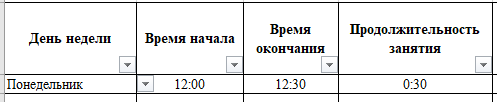 День недели
Время начала
Время
окончания
Продолжительность
занятия
Понедельник
12:00
12:30
0:30